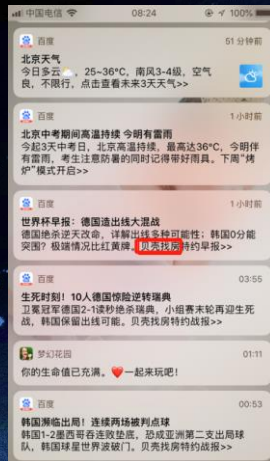 中国电信
08:24
100%
百度
51 分钟前
北京天气
今日多云⛅，25~36°C，南风3-4级，空气
良，不限行，点击查看未来3天天气>>
百度
1小时前
北京中考期间高温持续 今明有雷雨
今起3天中考日，北京高温持续，最高达36°C，今明伴
有雷雨，考生注意防暑的同时记得带好雨具。下周“烤
炉”模式开启>>
百度
1小时前
世界杯早报：德国造出线大混战
德国绝杀逆天改命，详解出线多种可能性；韩国0分能
突围？极端情况比红黄牌。贝壳找房特约早报>>
百度
03:55
生死时刻！10人德国惊险逆转瑞典
卫冕冠军德国2-1读秒绝杀瑞典，小组赛末轮再迎生死
战，韩国保留出线可能。贝壳找房特约战报>>
梦幻花园
01:11
你的生命值已充满。❤️一起来玩吧！
百度
00:53
韩国濒临出局！连续两场被判点球
韩国1-2墨西哥吞连败垫底，恐成亚洲第二支出局球
队，韩国球星世界波破门。贝壳找房特约战报>>